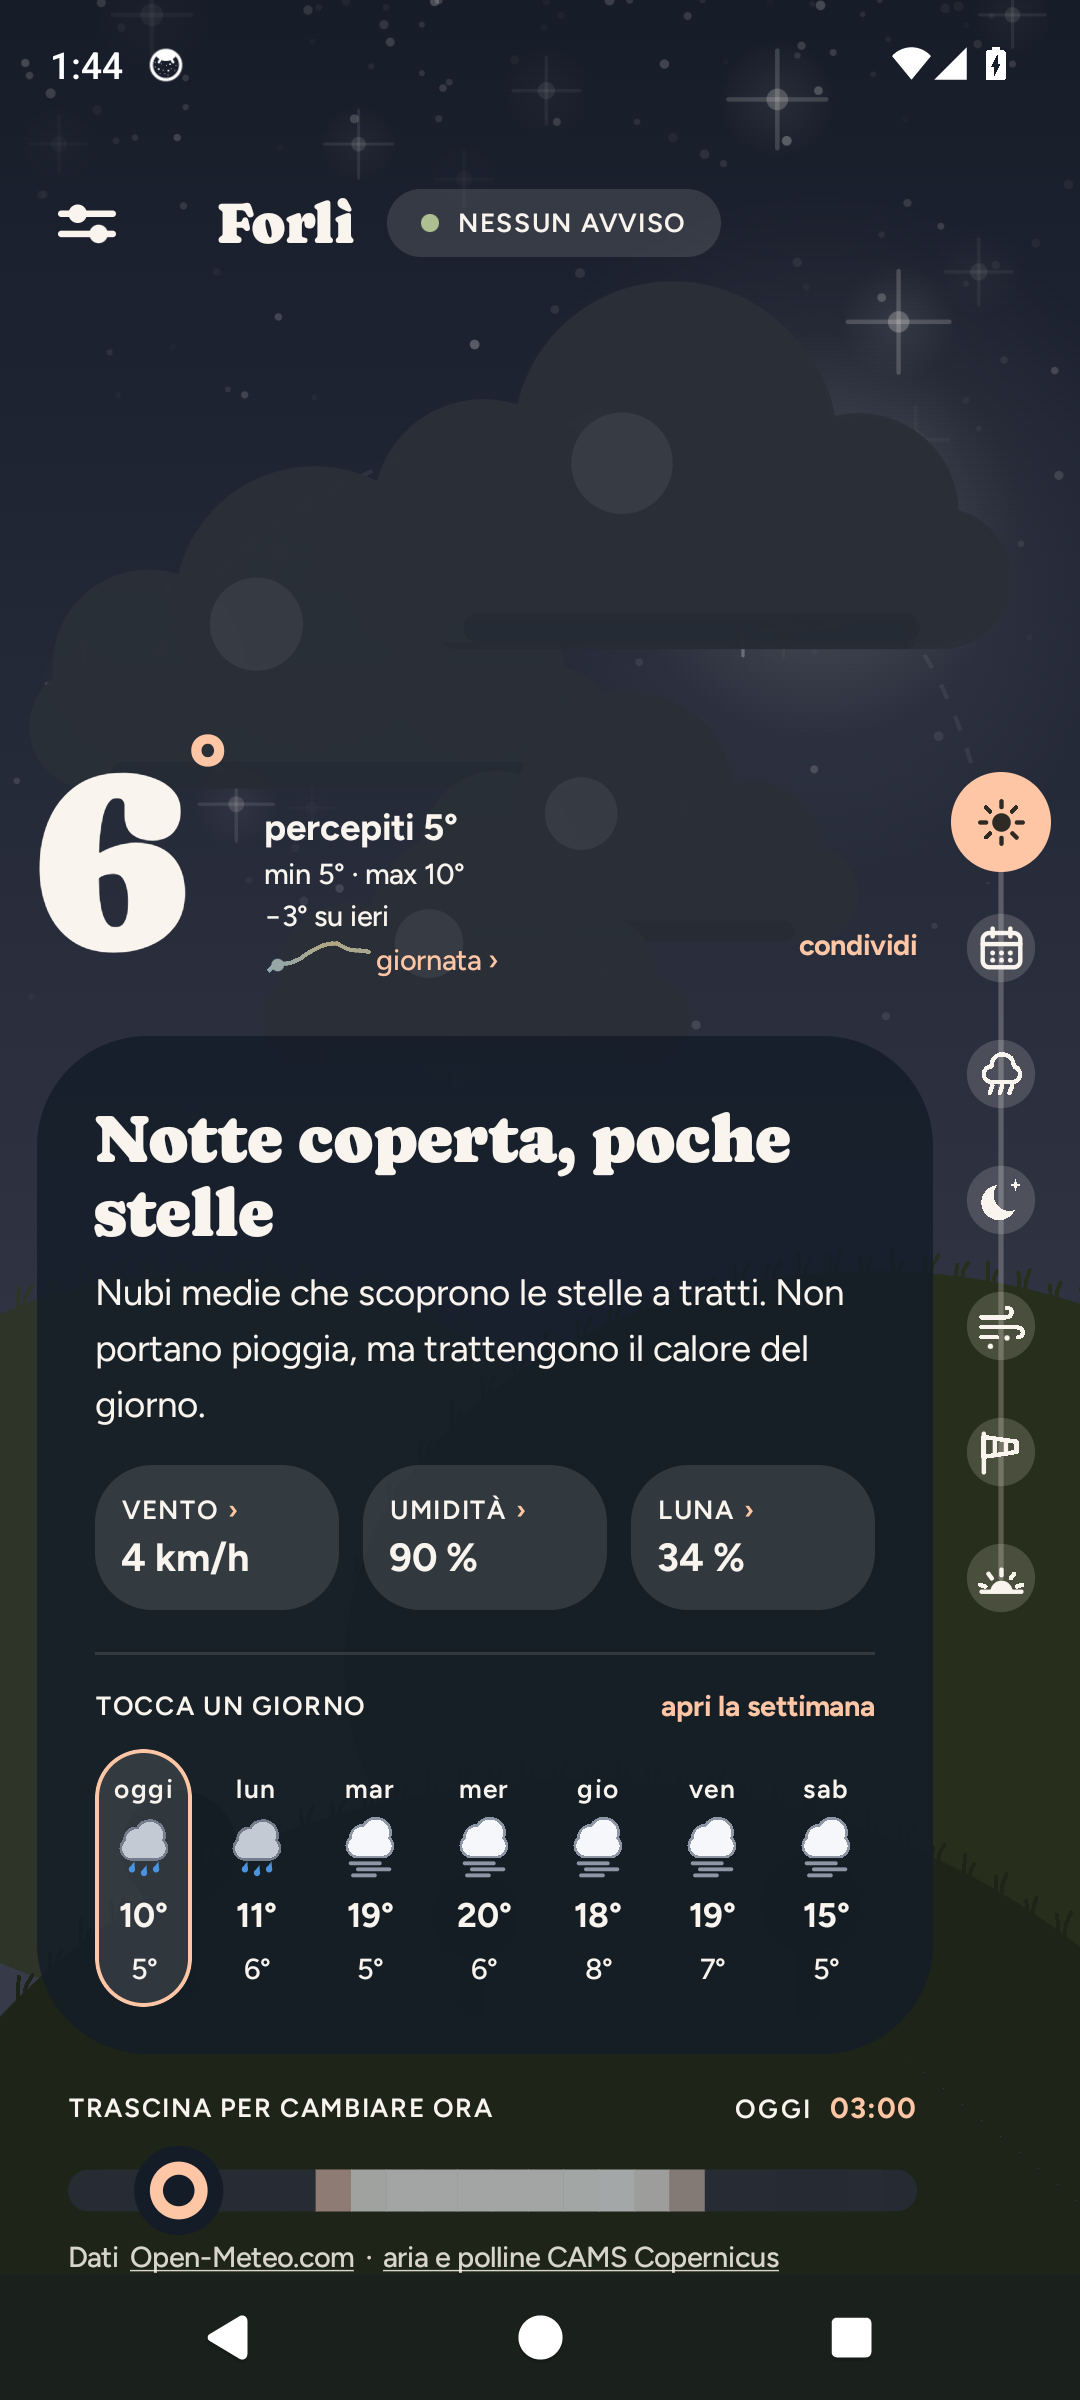 1:44
Forlì
NESSUN AVVISO
6°
percepiti 5°
min 5° · max 10°
−3° su ieri
giornata ›
condividi
Notte coperta, poche
stelle
Nubi medie che scoprono le stelle a tratti. Non
portano pioggia, ma trattengono il calore del
giorno.
VENTO › UMIDITÀ › LUNA ›
4 km/h 90 % 34 %
TOCCA UN GIORNO apri la settimana
oggi lun mar mer gio ven sab
10° 11° 19° 20° 18° 19° 15°
5° 6° 5° 6° 8° 7° 5°
TRASCINA PER CAMBIARE ORA OGGI 03:00
Dati Open-Meteo.com · aria e polline CAMS Copernicus